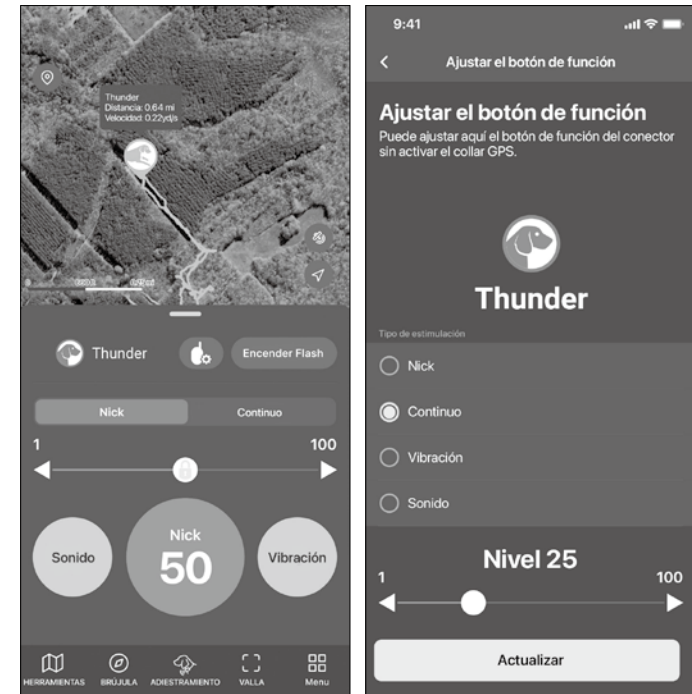 Thunder
Distancia: 0.64 mi
Velocidad: 0.22yd/s
Thunder
Encender Flash
Nick
Continuo
1
100
Nick
50
Sonido
Vibración
HERRAMIENTAS
BRÚJULA
ADIESTRAMIENTO
VALLA
Menu
9:41
Ajustar el botón de función
Ajustar el botón de función
Puede ajustar aquí el botón de función del conector
sin activar el collar GPS.
Thunder
Tipo de estimulación
Nick
Continuo
Vibración
Sonido
Nivel 25
1
100
Actualizar